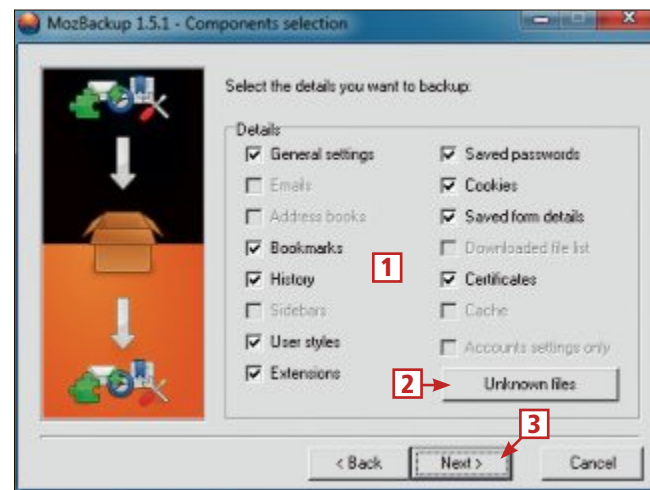 MozBackup 1.5.1 - Components selection
Select the details you want to backup:
Details
General settings
Emails
Address books
Bookmarks
History
Sidebars
User styles
Extensions
Saved passwords
Cookies
Saved form details
Downloaded file list
Certificates
Cache
Accounts settings only
Unknown files
1
2
3
< Back
Next >
Cancel